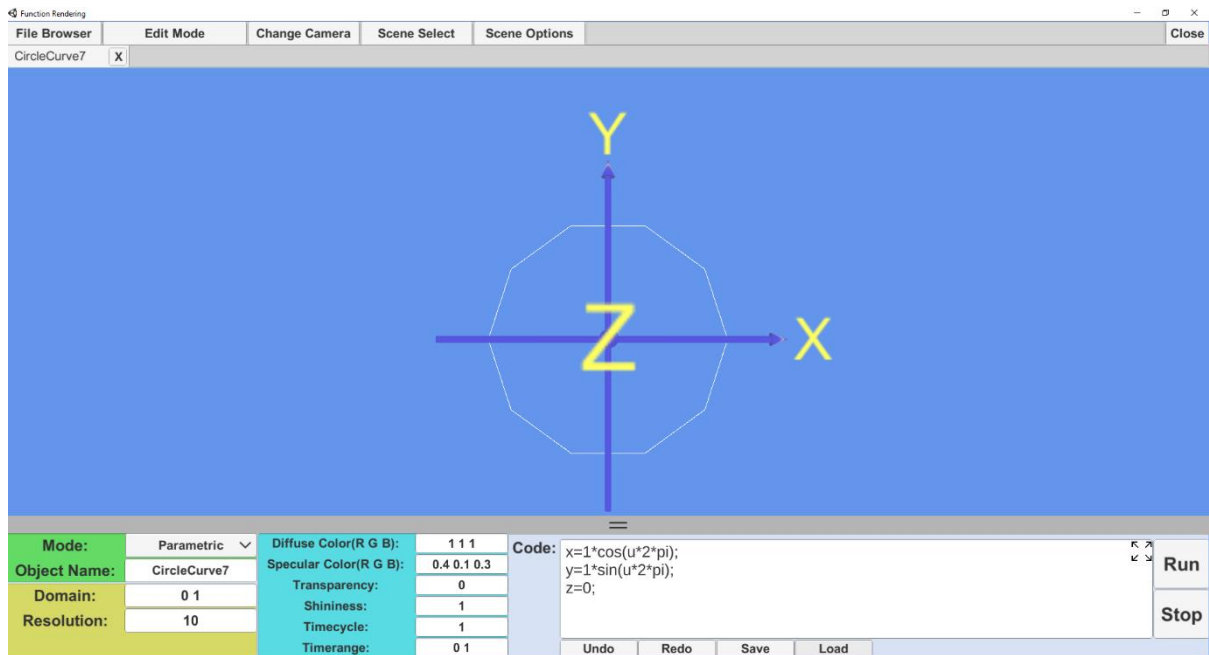 Function Rendering
File Browser Edit Mode Change Camera Scene Select Scene Options Close
CircleCurve7 X
Y
Z
X
Mode: Parametric
Object Name: CircleCurve7
Domain: 0 1
Resolution: 10
Diffuse Color(R G B): 1 1 1
Specular Color(R G B): 0.4 0.1 0.3
Transparency: 0
Shininess: 1
Timecycle: 1
Timerange: 0 1
Code:
x=1*cos(u*2*pi);
y=1*sin(u*2*pi);
z=0;
Undo Redo Save Load
Run
Stop